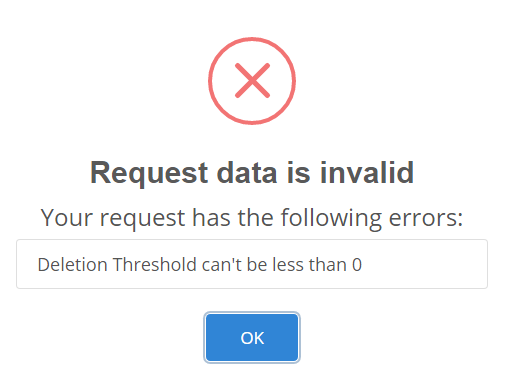 Request data is invalid
Your request has the following errors:
Deletion Threshold can't be less than 0
OK